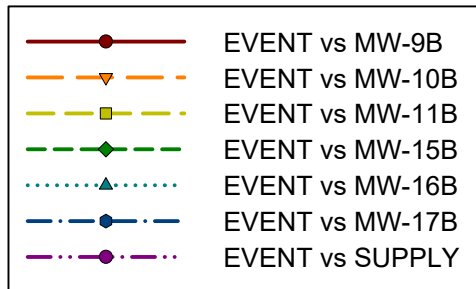 EVENT vs MW-9B
EVENT vs MW-10B
EVENT vs MW-11B
EVENT vs MW-15B
EVENT vs MW-16B
EVENT vs MW-17B
EVENT vs SUPPLY